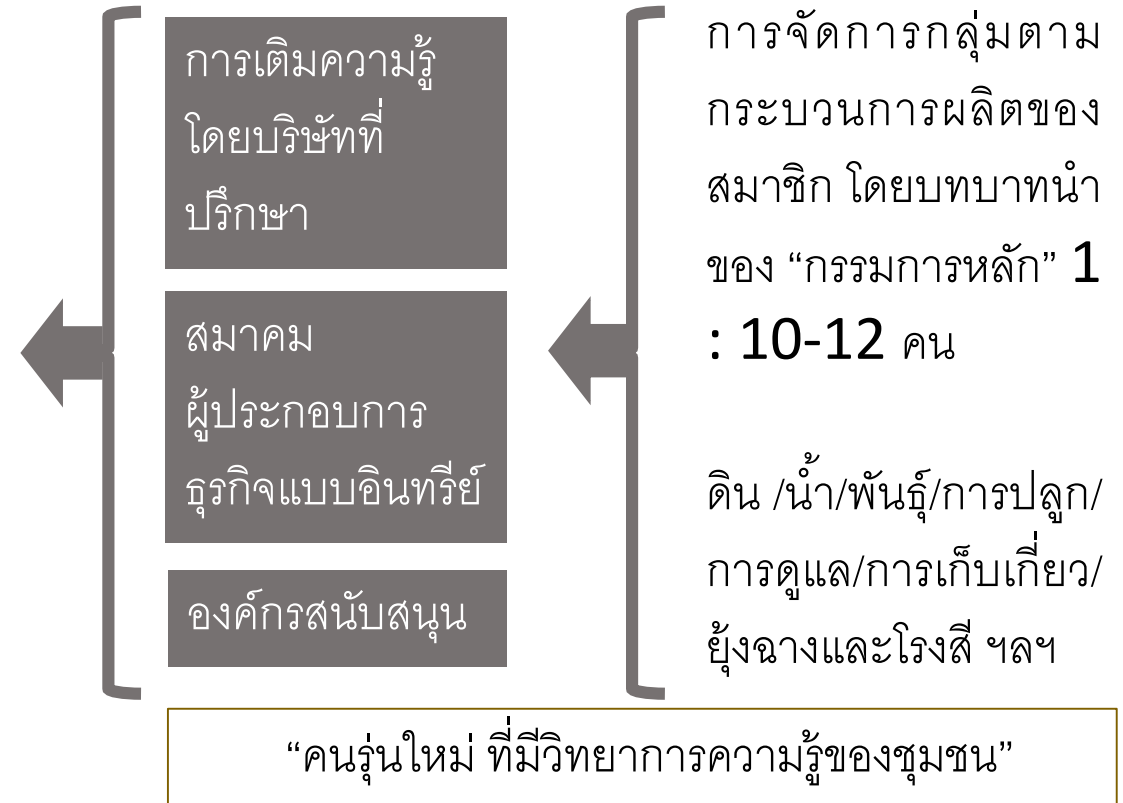 การเติมความรู้
โดยบริษัทที่
ปรึกษา
สมาคม
ผู้ประกอบการ
ธุรกิจแบบอินทรีย์
องค์กรสนับสนุน
การจัดการกลุ่มตาม
กระบวนการผลิตของ
สมาชิก โดยบทบาทนำ
ของ “กรรมการหลัก” 1
: 10-12 คน
ดิน /น้ำ/พันธุ์/การปลูก/
การดูแล/การเก็บเกี่ยว/
ยุ้งฉางและโรงสี ฯลฯ
“คนรุ่นใหม่ ที่มีวิทยาการความรู้ของชุมชน”